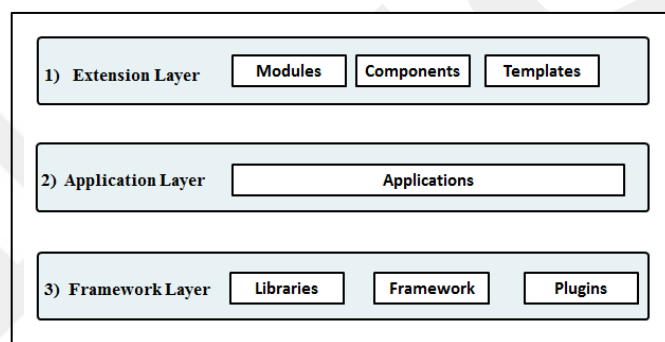 1) Extension Layer Modules Components Templates
2) Application Layer Applications
3) Framework Layer Libraries Framework Plugins